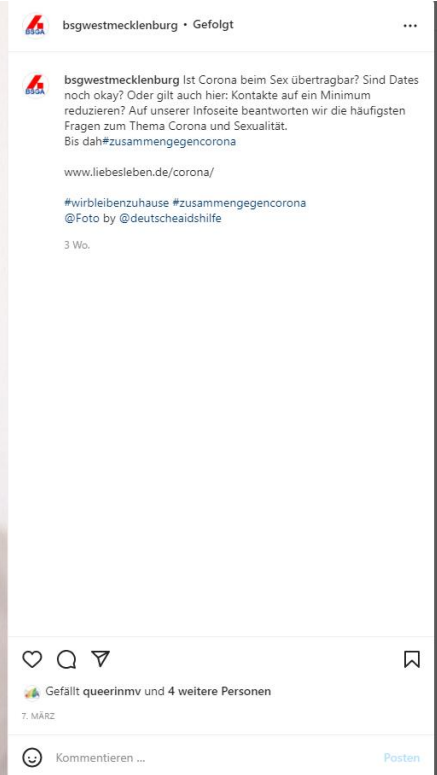 bsgwestmecklenburg • Gefolgt
BSGA
bsgwestmecklenburg Ist Corona beim Sex übertragbar? Sind Dates
noch okay? Oder gilt auch hier: Kontakte auf ein Minimum
reduzieren? Auf unserer Infoseite beantworten wir die häufigsten
Fragen zum Thema Corona und Sexualität.
Bis dah#zusammengegencorona
BSGA
www.liebesleben.de/corona/
#wirbleibenzuhause #zusammengegencorona
@Foto by @deutscheaidshilfe
3 Wo.
Gefällt queerinmv und 4 weitere Personen
7. MÄRZ
Kommentieren ...
Posten